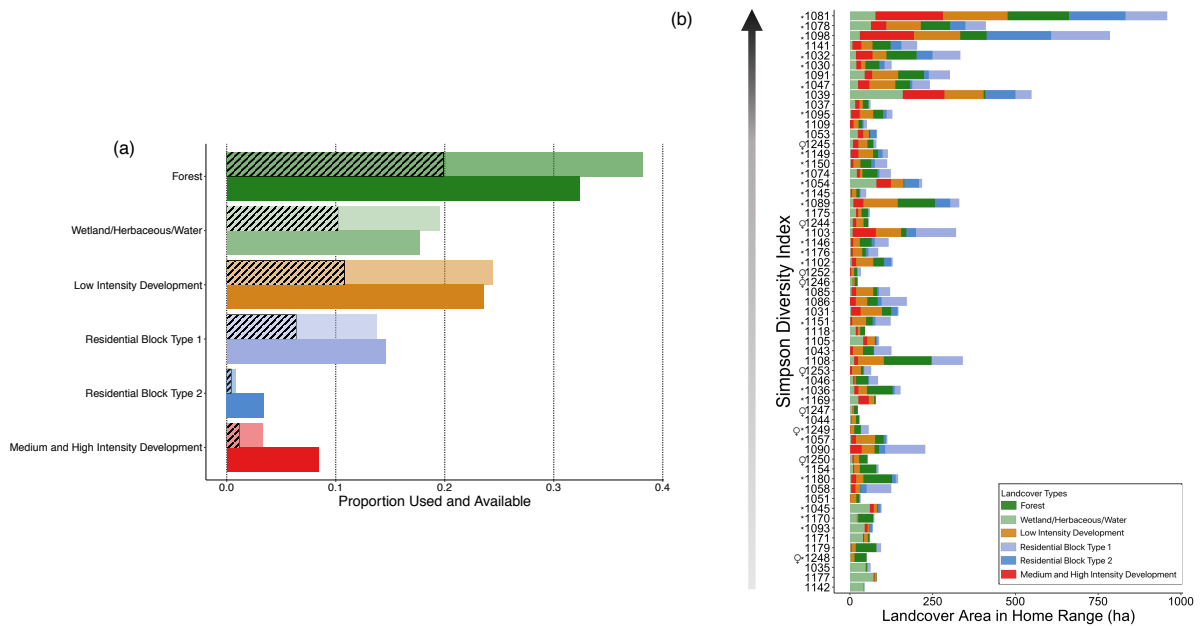 (a)
Forest
Wetland/Herbaceous/Water
Low Intensity Development
Residential Block Type 1
Residential Block Type 2
Medium and High Intensity Development
0.0 0.1 0.2 0.3 0.4
Proportion Used and Available
(b)
Simpson Diversity Index
*1081
*1078
*1098
1141
*1032
*1030
1091
*1047
1039
1037
*1095
1109
1053
♀1245
*1149
*1150
*1074
*1054
*1145
*1089
1175
♀1244
*1103
*1146
*1176
*1102
♀1252
♀1246
1085
1086
1031
*1151
1118
1105
1043
1108
♀1253
1046
*1036
*1169
♀1247
1044
♀*1249
*1057
1090
♀1250
1154
*1180
1058
1051
*1045
*1170
*1093
1171
1179
♀*1248
1035
1177
1142
0 250 500 750 1000
Landcover Area in Home Range (ha)
Landcover Types
Forest
Wetland/Herbaceous/Water
Low Intensity Development
Residential Block Type 1
Residential Block Type 2
Medium and High Intensity Development